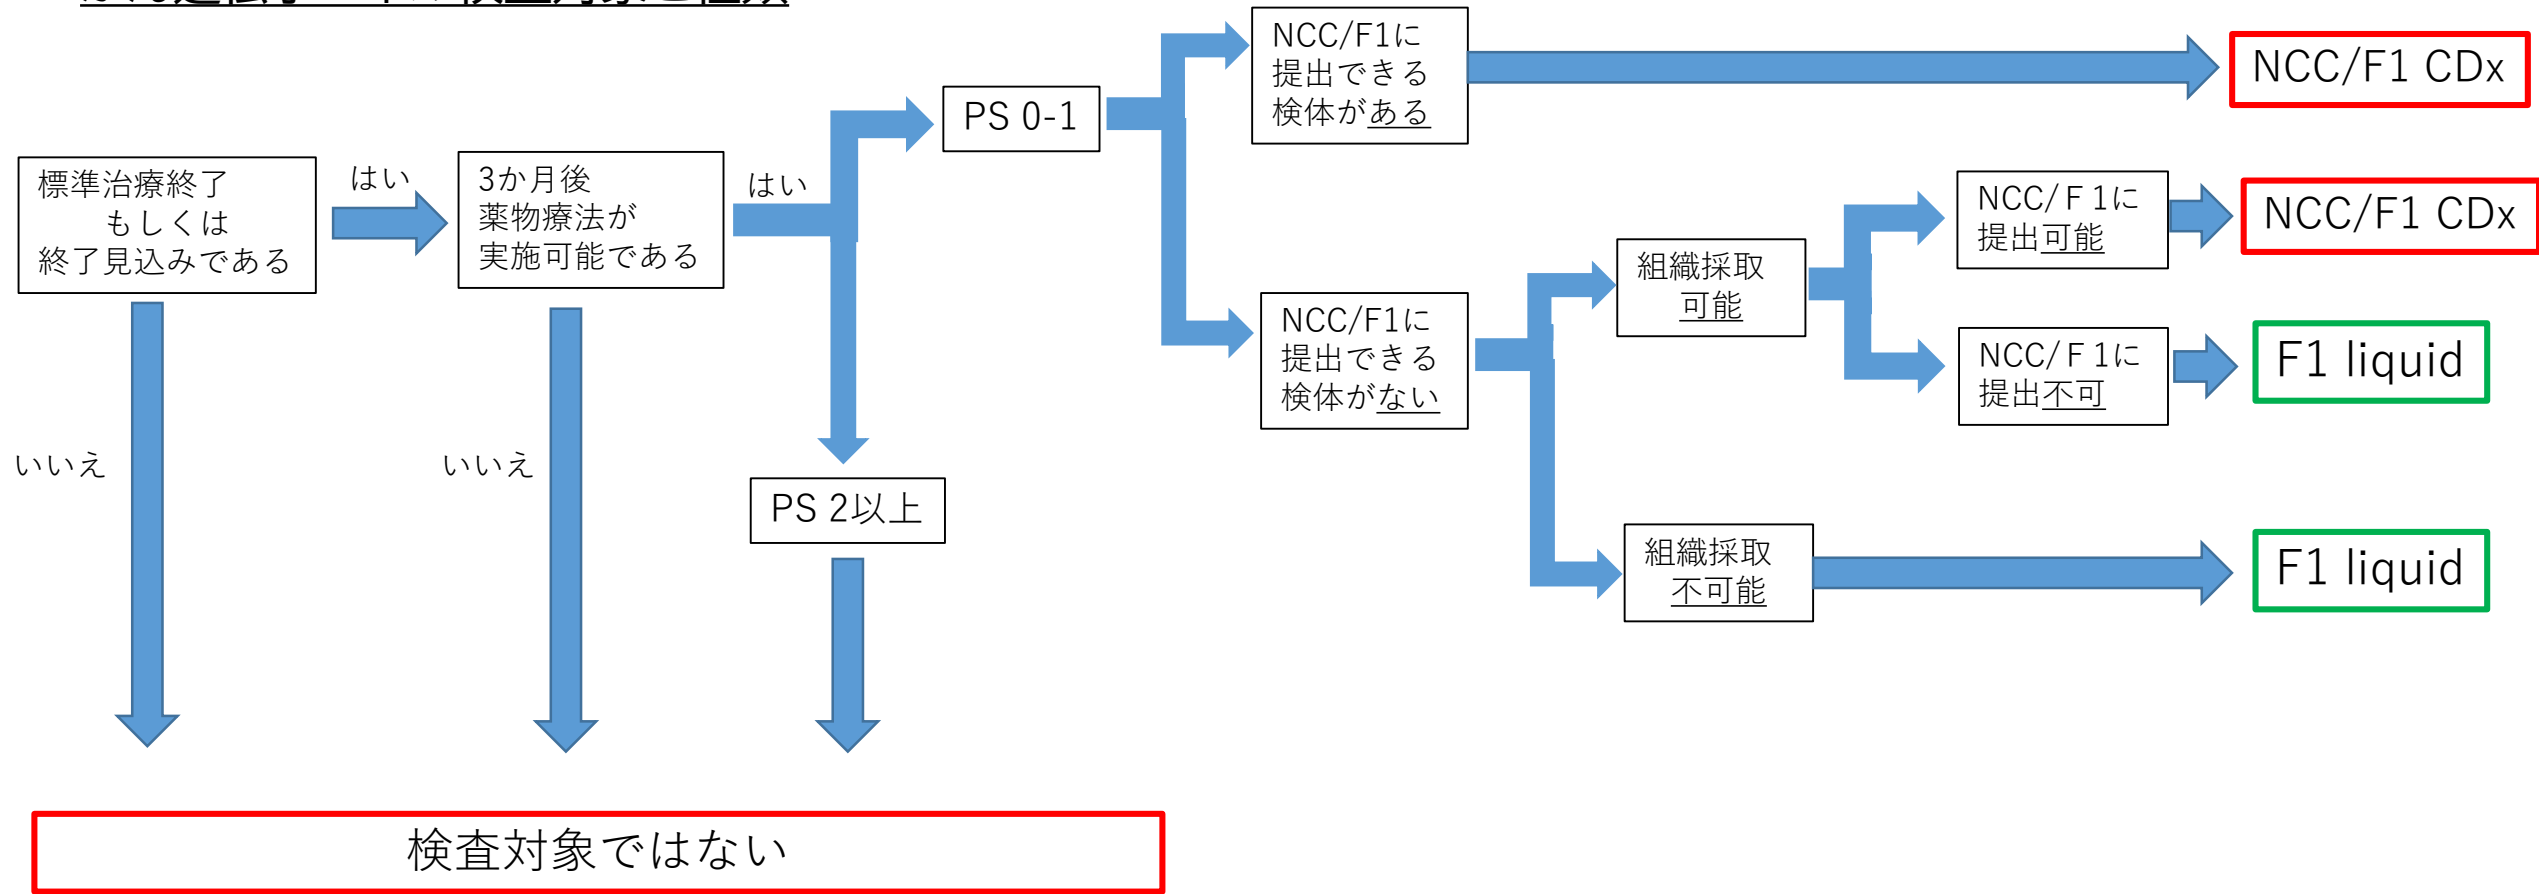 標準治療終了
もしくは
終了見込みである
はい
3か月後
薬物療法が
実施可能である
はい
PS 0-1
NCC/F1に
提出できる
検体がある
NCC/F1 CDx
NCC/F1に
提出できる
検体がない
組織採取
可能
NCC/Ｆ1に
提出可能
NCC/F1 CDx
NCC/Ｆ1に
提出不可
F1 liquid
組織採取
不可能
F1 liquid
いいえ
いいえ
PS 2以上
検査対象ではない